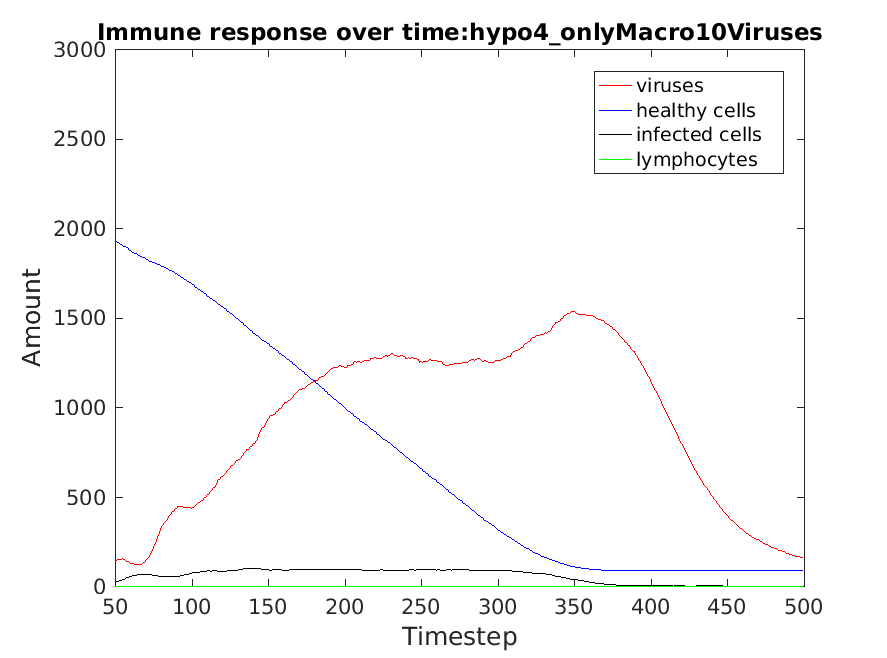 Immune response over time:hypo4_onlyMacro10Viruses
3000
2500
2000
1500
1000
500
0
Amount
viruses
healthy cells
infected cells
lymphocytes
50 100 150 200 250 300 350 400 450 500
Timestep